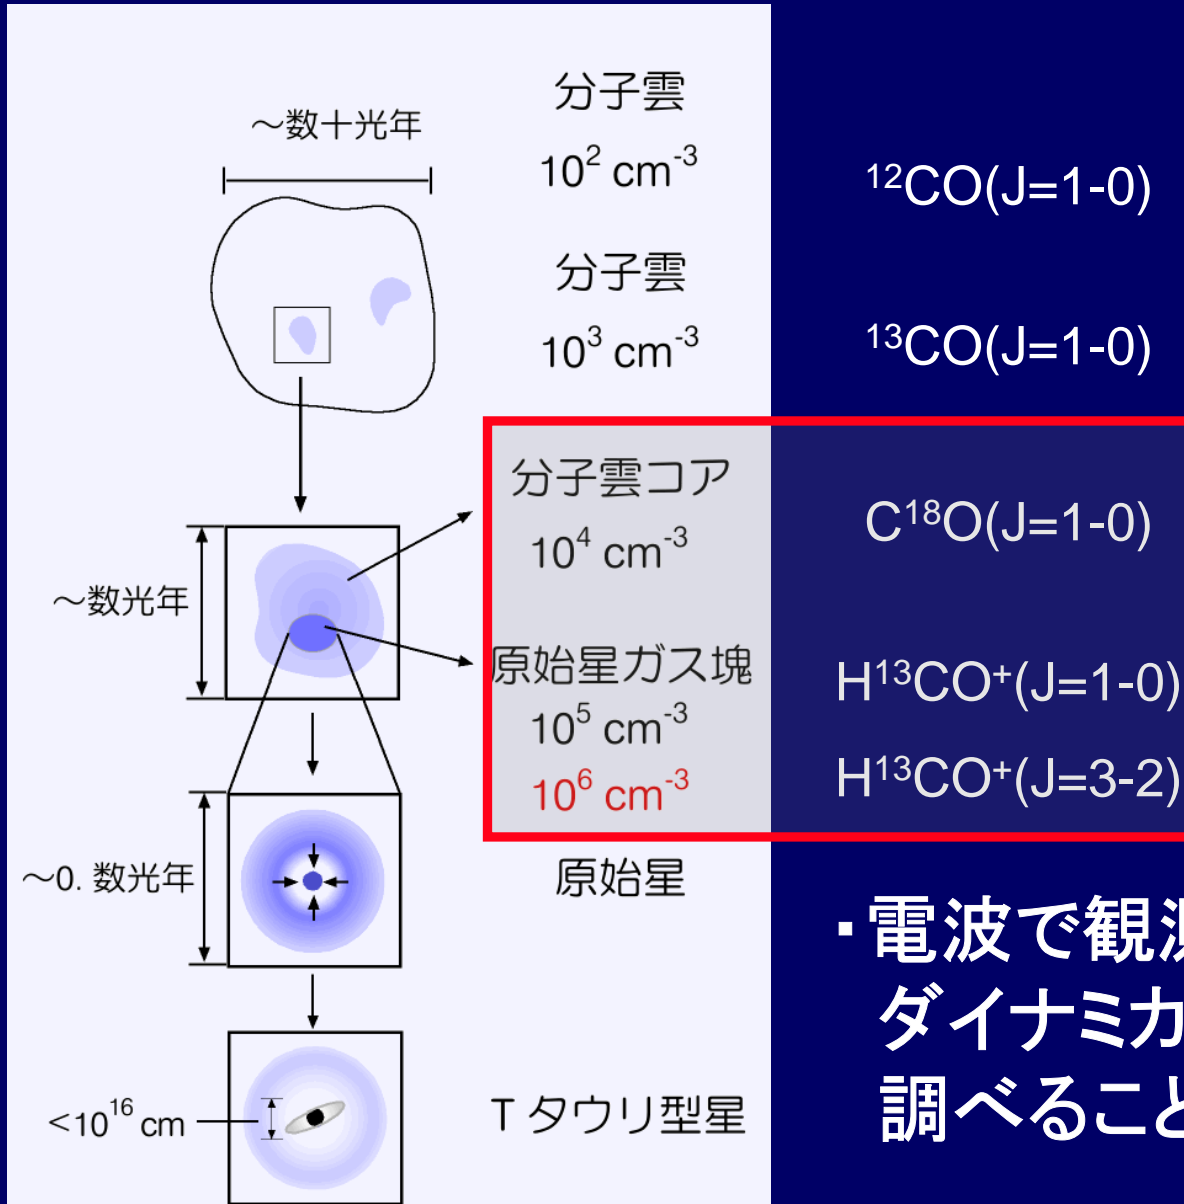 ~数十光年
分子雲
10² cm⁻³
¹²CO(J=1-0)
分子雲
10³ cm⁻³
¹³CO(J=1-0)
分子雲コア
10⁴ cm⁻³
C¹⁸O(J=1-0)
~数光年
原始星ガス塊
10⁵ cm⁻³
H¹³CO⁺(J=1-0)
10⁶ cm⁻³
H¹³CO⁺(J=3-2)
~0. 数光年
原始星
・電波で観
ダイナミカ
調べること
<10¹⁶ cm
T タウリ型星